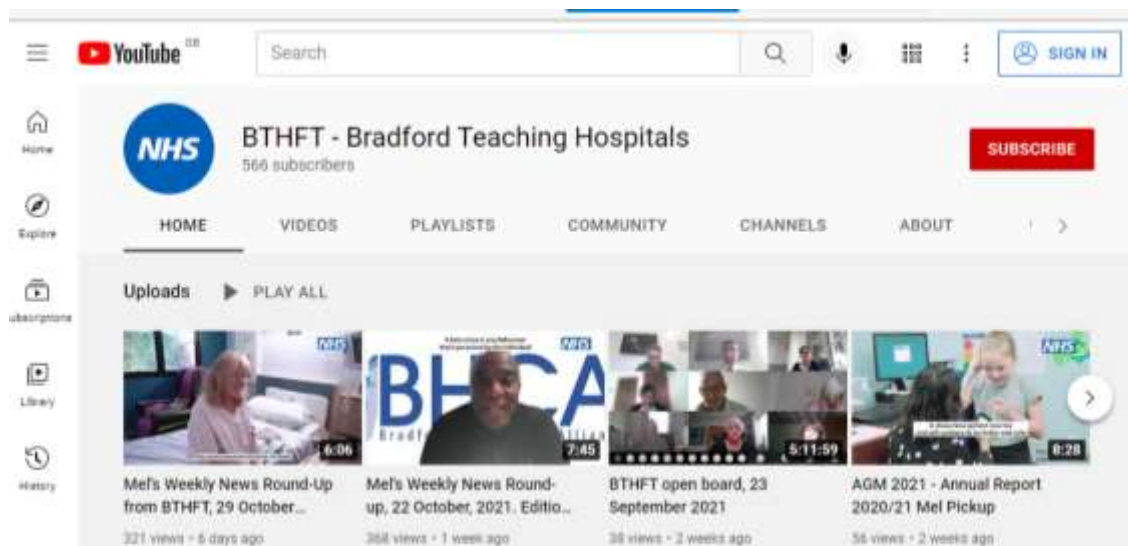 YouTube GB
Search
SIGN IN
Home
NHS
BTHFT - Bradford Teaching Hospitals
566 subscribers
SUBSCRIBE
Explore
HOME VIDEOS PLAYLISTS COMMUNITY CHANNELS ABOUT
Subscriptions
Uploads PLAY ALL
NHS
6:06
NHS
BHCA
Bradf
7:45
5:11:59
NHS
8:28
Library
History
Mel's Weekly News Round-Up
from BTHFT, 29 October...
321 views • 6 days ago
Mel's Weekly News Round-
up, 22 October, 2021. Editio...
368 views • 1 week ago
BTHFT open board, 23
September 2021
38 views • 2 weeks ago
AGM 2021 - Annual Report
2020/21 Mel Pickup
56 views • 2 weeks ago